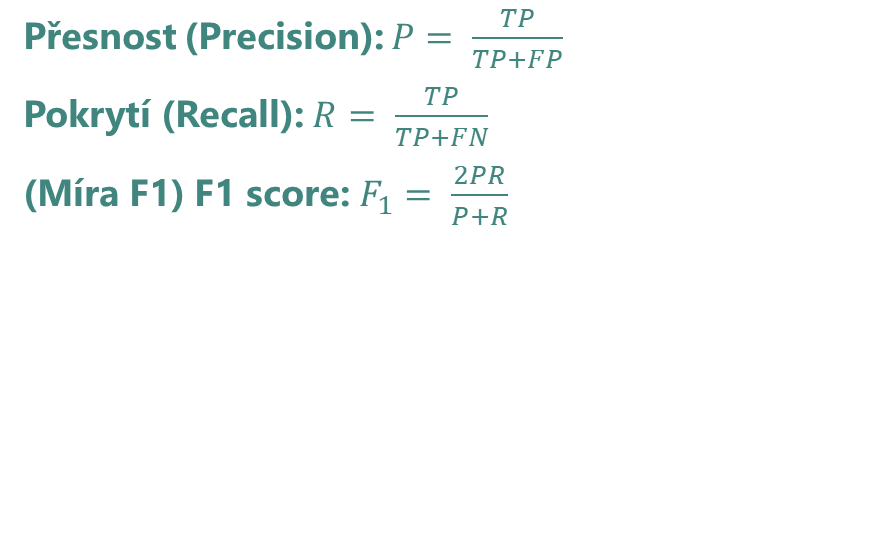 Přesnost (Precision): P = TP / TP+FP
Pokrytí (Recall): R = TP / TP+FN
(Míra F1) F1 score: F₁ = 2PR / P+R